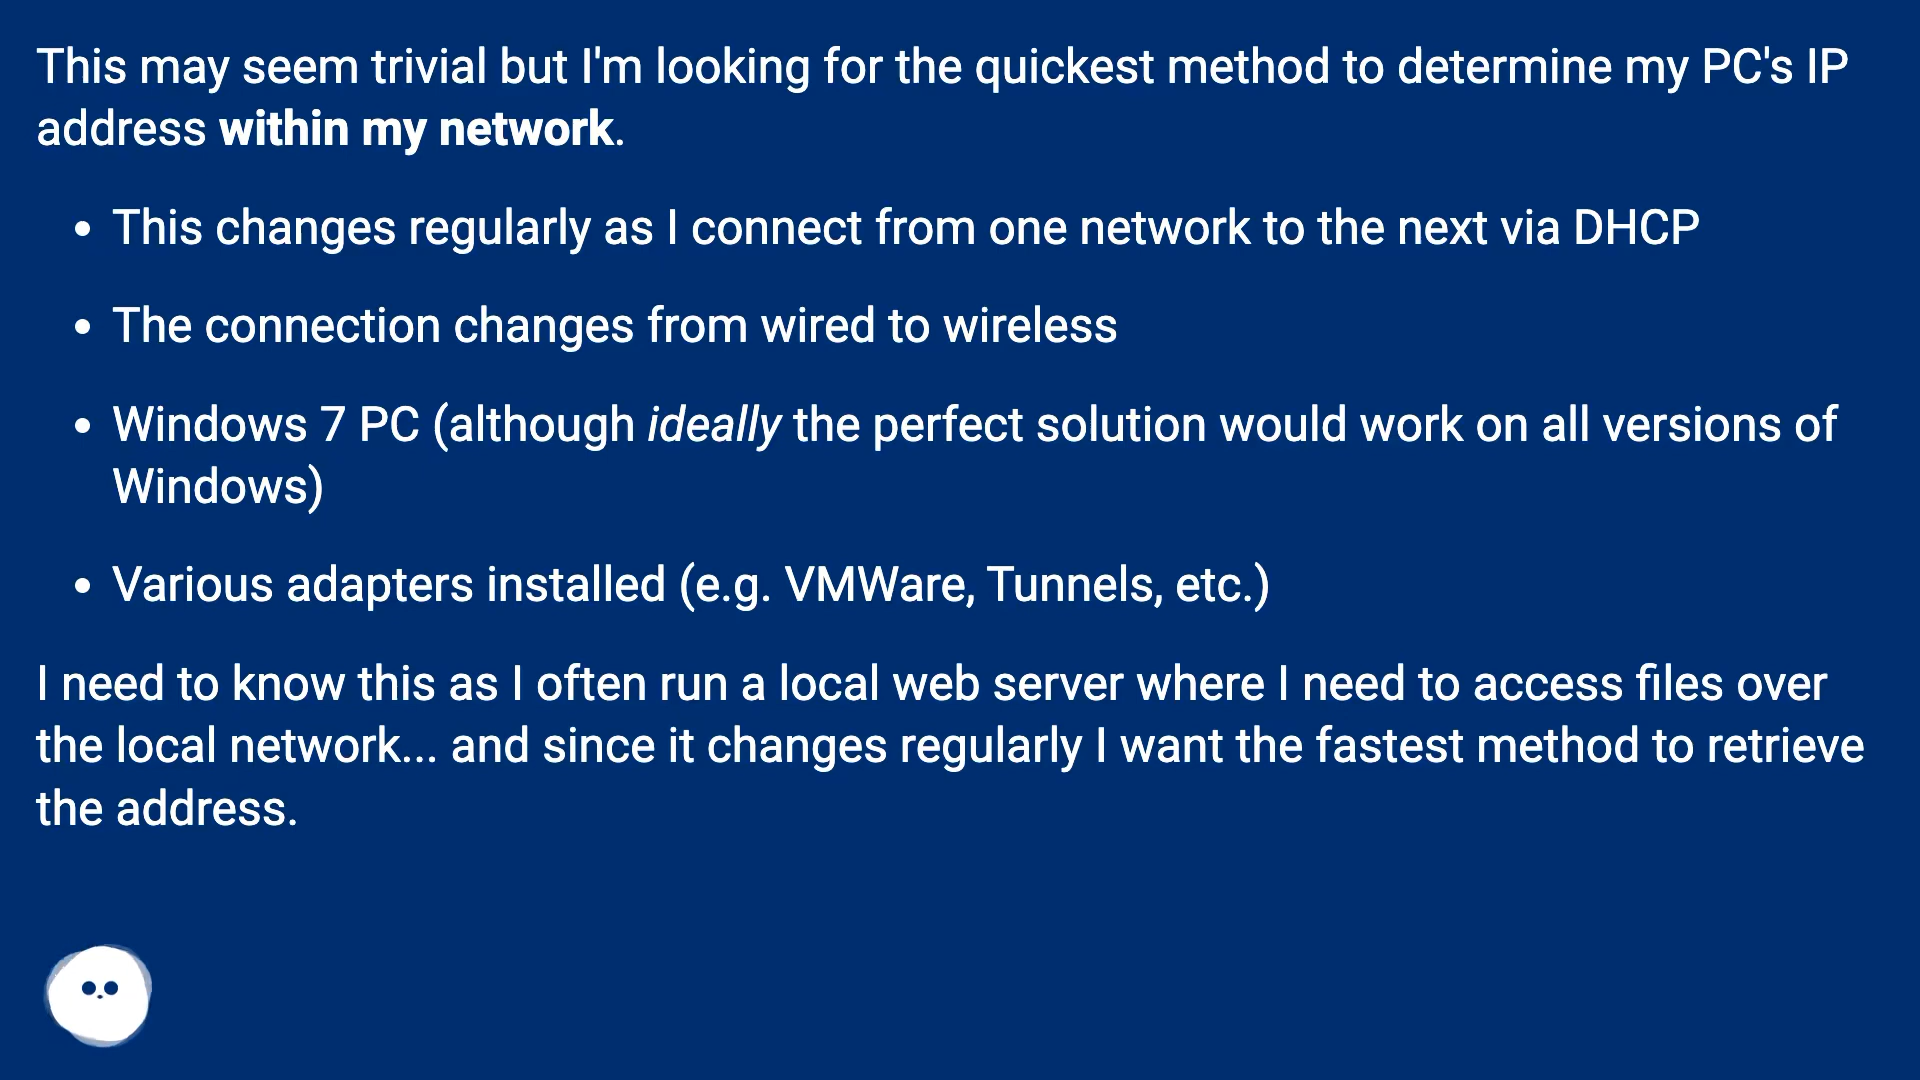 This may seem trivial but I'm looking for the quickest method to determine my PC's IP
address within my network.
• This changes regularly as I connect from one network to the next via DHCP
• The connection changes from wired to wireless
• Windows 7 PC (although ideally the perfect solution would work on all versions of
Windows)
• Various adapters installed (e.g. VMWare, Tunnels, etc.)
I need to know this as I often run a local web server where I need to access files over
the local network... and since it changes regularly I want the fastest method to retrieve
the address.